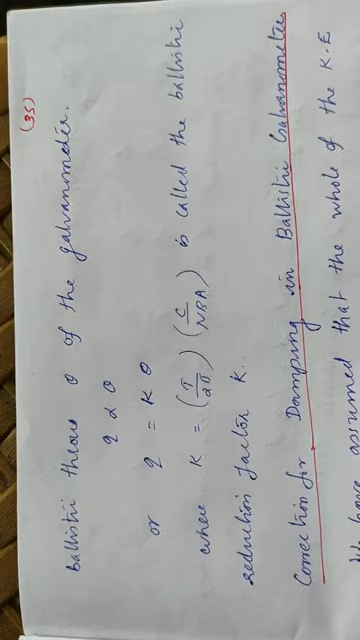 (35)
Ballistic throw θ of the galvanometer.
q α θ
or q = K θ
where K = (T/2π) (C/NBA) is called the ballistic
reduction factor K.
Correction for Damping in Ballistic Galvanometer
We have assumed that the whole of the K.E